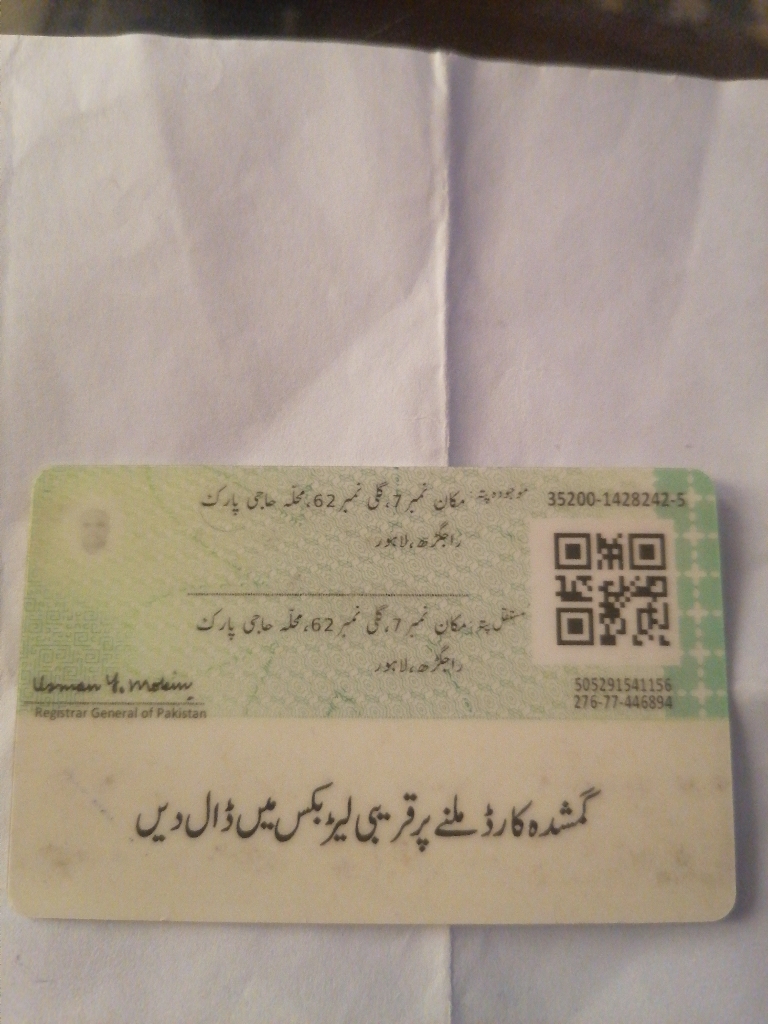 موجودہ پتہ: مکان نمبر 7، گلی نمبر 62، محلہ حاجی پارک
راجگڑھ، لاہور
35200-1428242-5
مستقل پتہ: مکان نمبر 7، گلی نمبر 62، محلہ حاجی پارک
راجگڑھ، لاہور
505291541156
276-77-446894
Usman Y. Mobin
Registrar General of Pakistan
گمشدہ کارڈ ملنے پر قریبی لیٹر بکس میں ڈال دیں